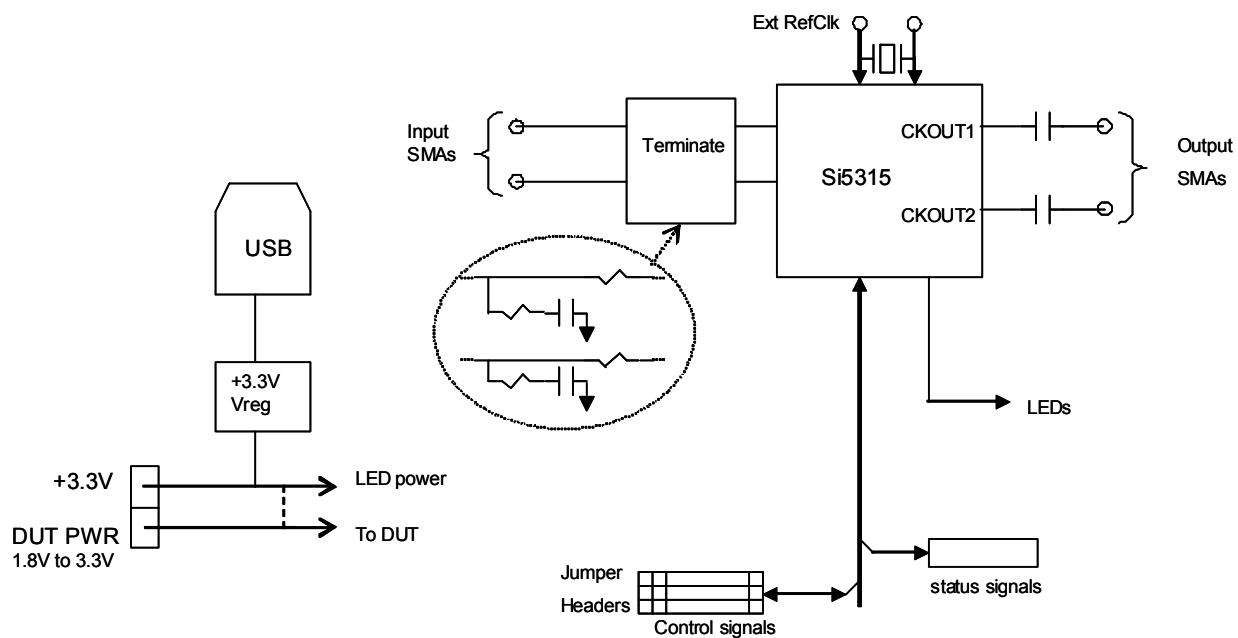 Ext RefClk
Input
SMAs
Terminate
CKOUT1
Si5315
CKOUT2
Output
SMAs
USB
+3.3V
Vreg
+3.3V
LED power
DUT PWR
1.8V to 3.3V
To DUT
LEDs
Jumper
Headers
Control signals
status signals